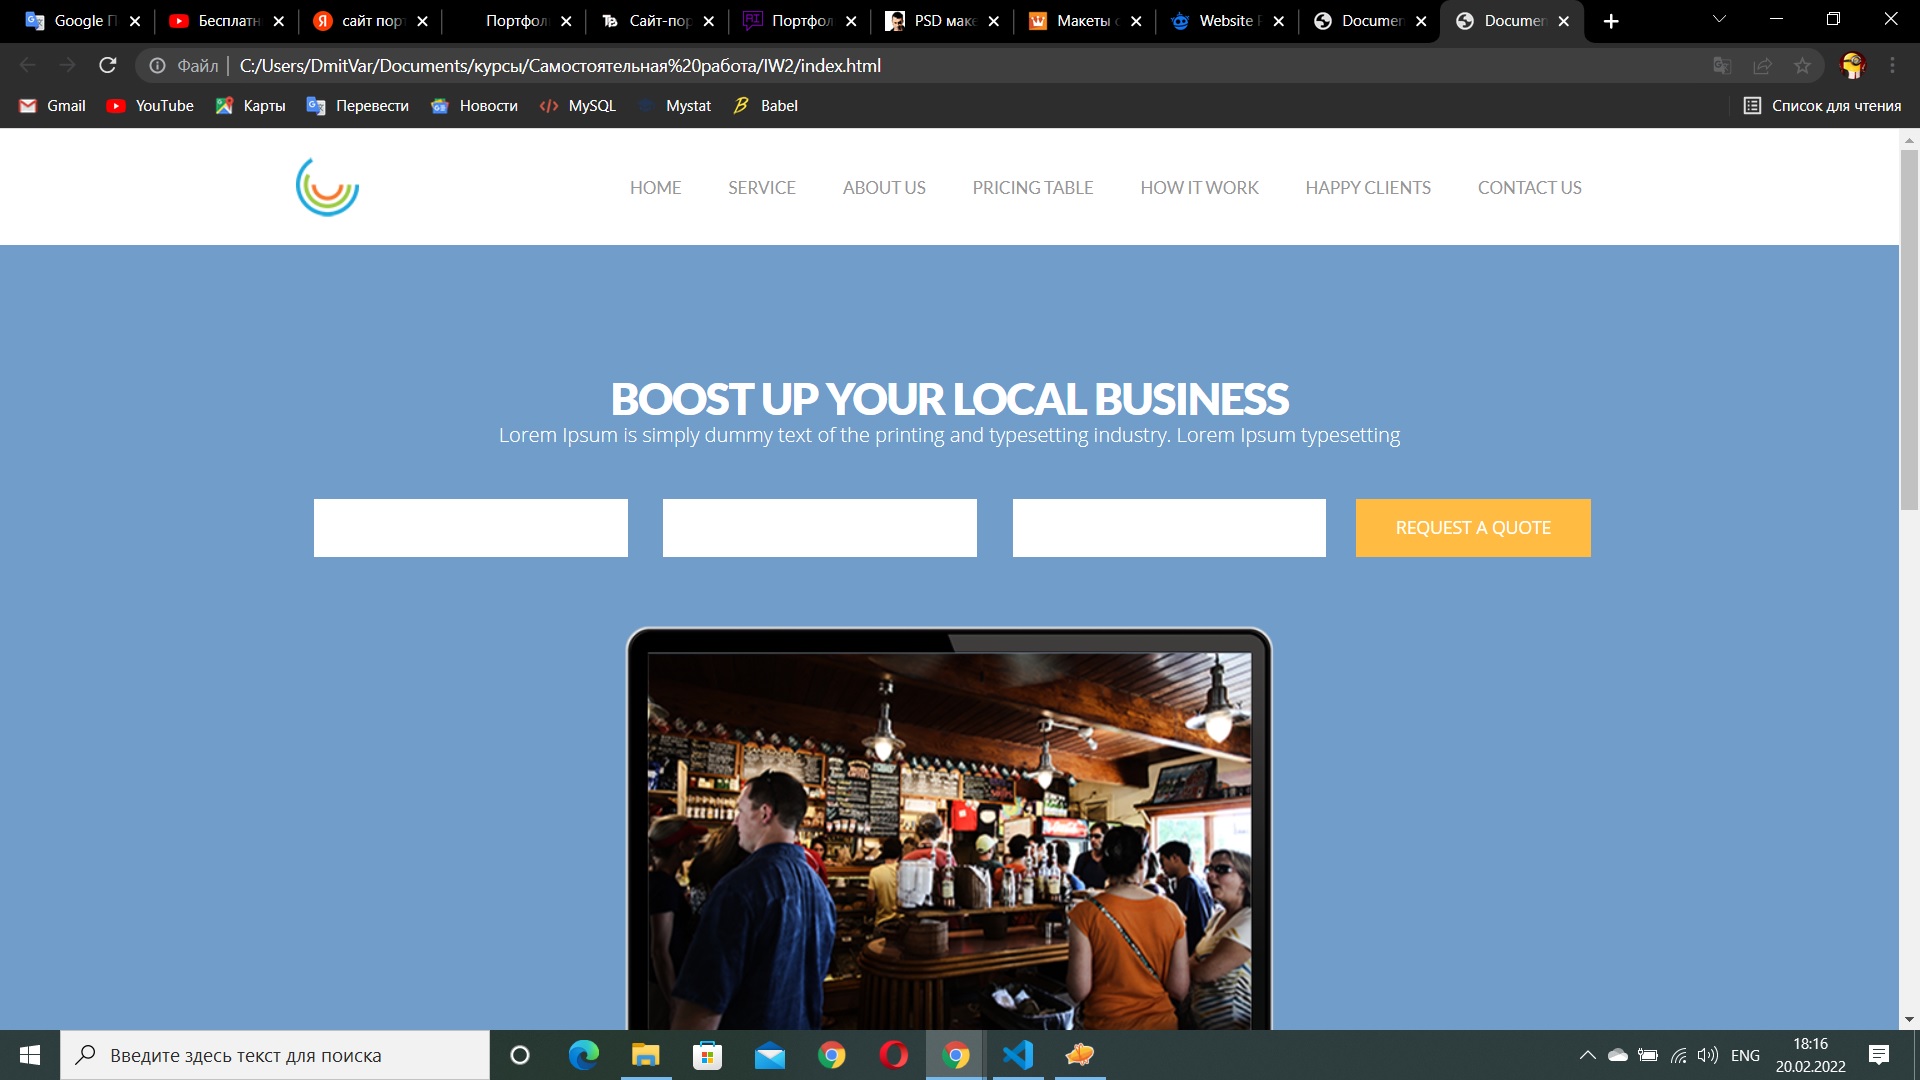 Google П
Бесплатн
сайт порт
Портфол
Сайт-пор
Портфол
PSD маке
Макеты с
Website P
Documen
Documen
Файл | C:/Users/DmitVar/Documents/курсы/Самостоятельная%20работа/IW2/index.html
Gmail YouTube Карты Перевести Новости MySQL Mystat Babel Список для чтения
HOME SERVICE ABOUT US PRICING TABLE HOW IT WORK HAPPY CLIENTS CONTACT US
BOOST UP YOUR LOCAL BUSINESS
Lorem Ipsum is simply dummy text of the printing and typesetting industry. Lorem Ipsum typesetting
REQUEST A QUOTE
Введите здесь текст для поиска
ENG
18:16
20.02.2022